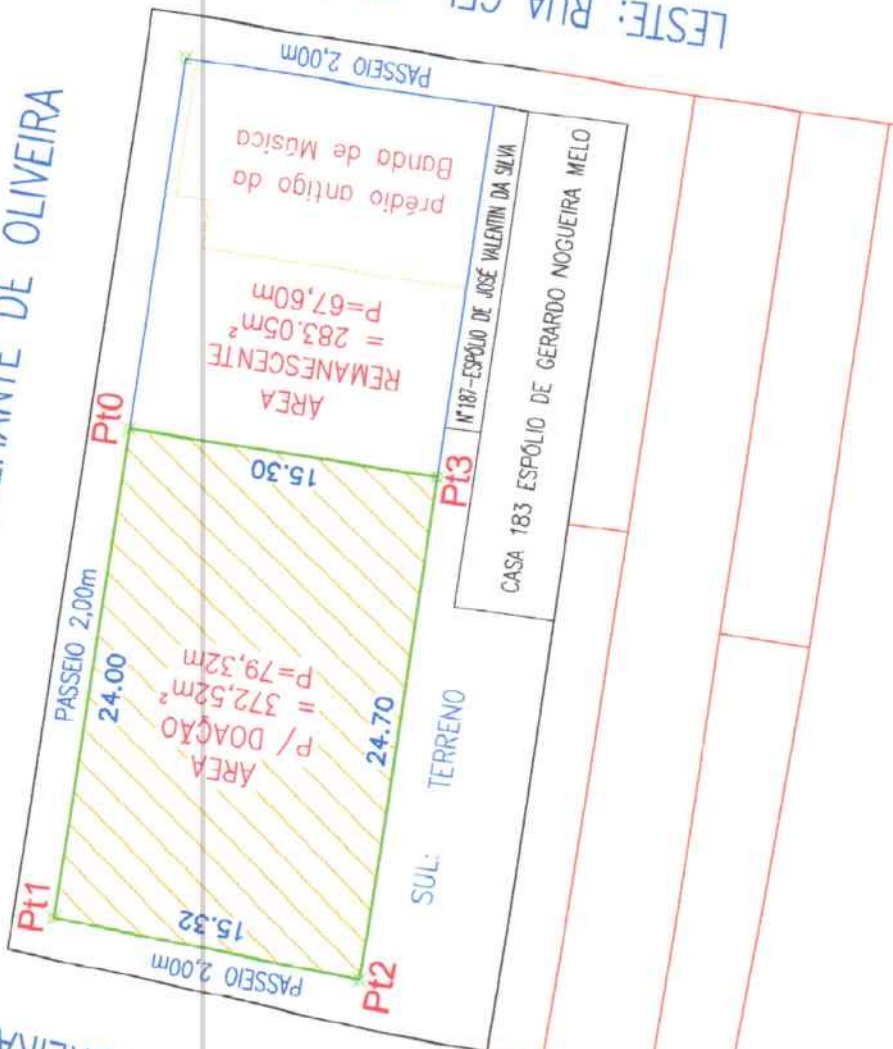 LESTE: RUA
DE OLIVEIRA
PASSEIO 2,00m
prédio antigo da
Banda de Música
ÁREA
REMANESCENTE
= 283.05m²
P=67,60m
Nº187-ESPÓLIO DE JOSÉ VALENTIN DA SILVA
CASA 183 ESPÓLIO DE GERARDO NOGUEIRA MELO
Pt0
15.30
Pt3
PASSEIO 2,00m
24.00
ÁREA
P/ DOAÇÃO
= 372,52m²
P=79,32m
24.70
SUL: TERRENO
Pt1
15.32
PASSEIO 2,00m
Pt2